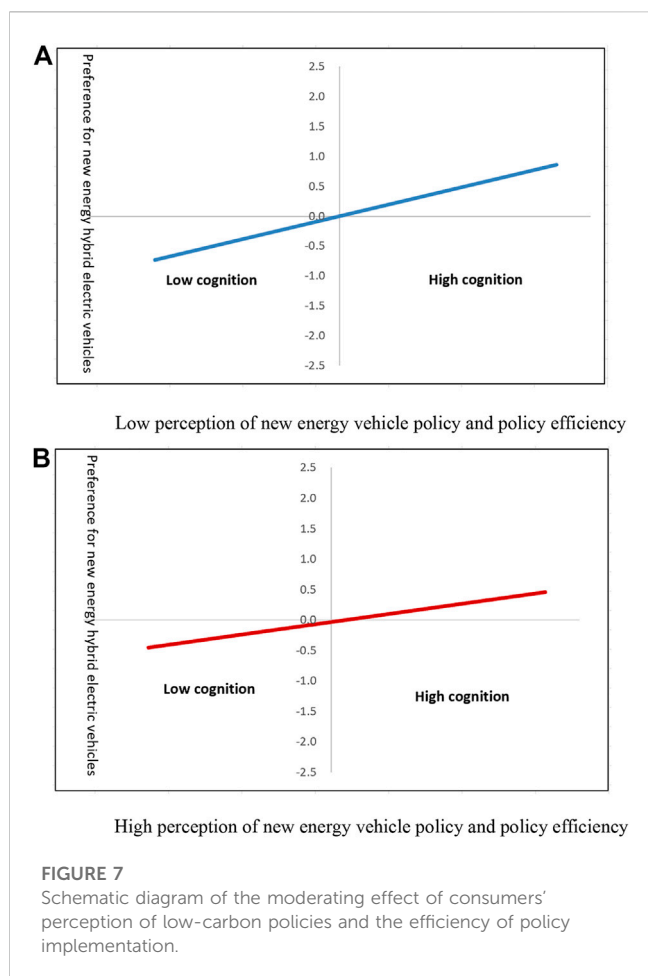 A
Preference for new energy hybrid electric vehicles
2.5
2.0
1.5
1.0
0.5
0.0
-0.5
-1.0
-1.5
-2.0
-2.5
Low cognition
High cognition
Low perception of new energy vehicle policy and policy efficiency
B
Preference for new energy hybrid electric vehicles
2.5
2.0
1.5
1.0
0.5
0.0
-0.5
-1.0
-1.5
-2.0
-2.5
Low cognition
High cognition
High perception of new energy vehicle policy and policy efficiency
FIGURE 7
Schematic diagram of the moderating effect of consumers’
perception of low-carbon policies and the efficiency of policy
implementation.